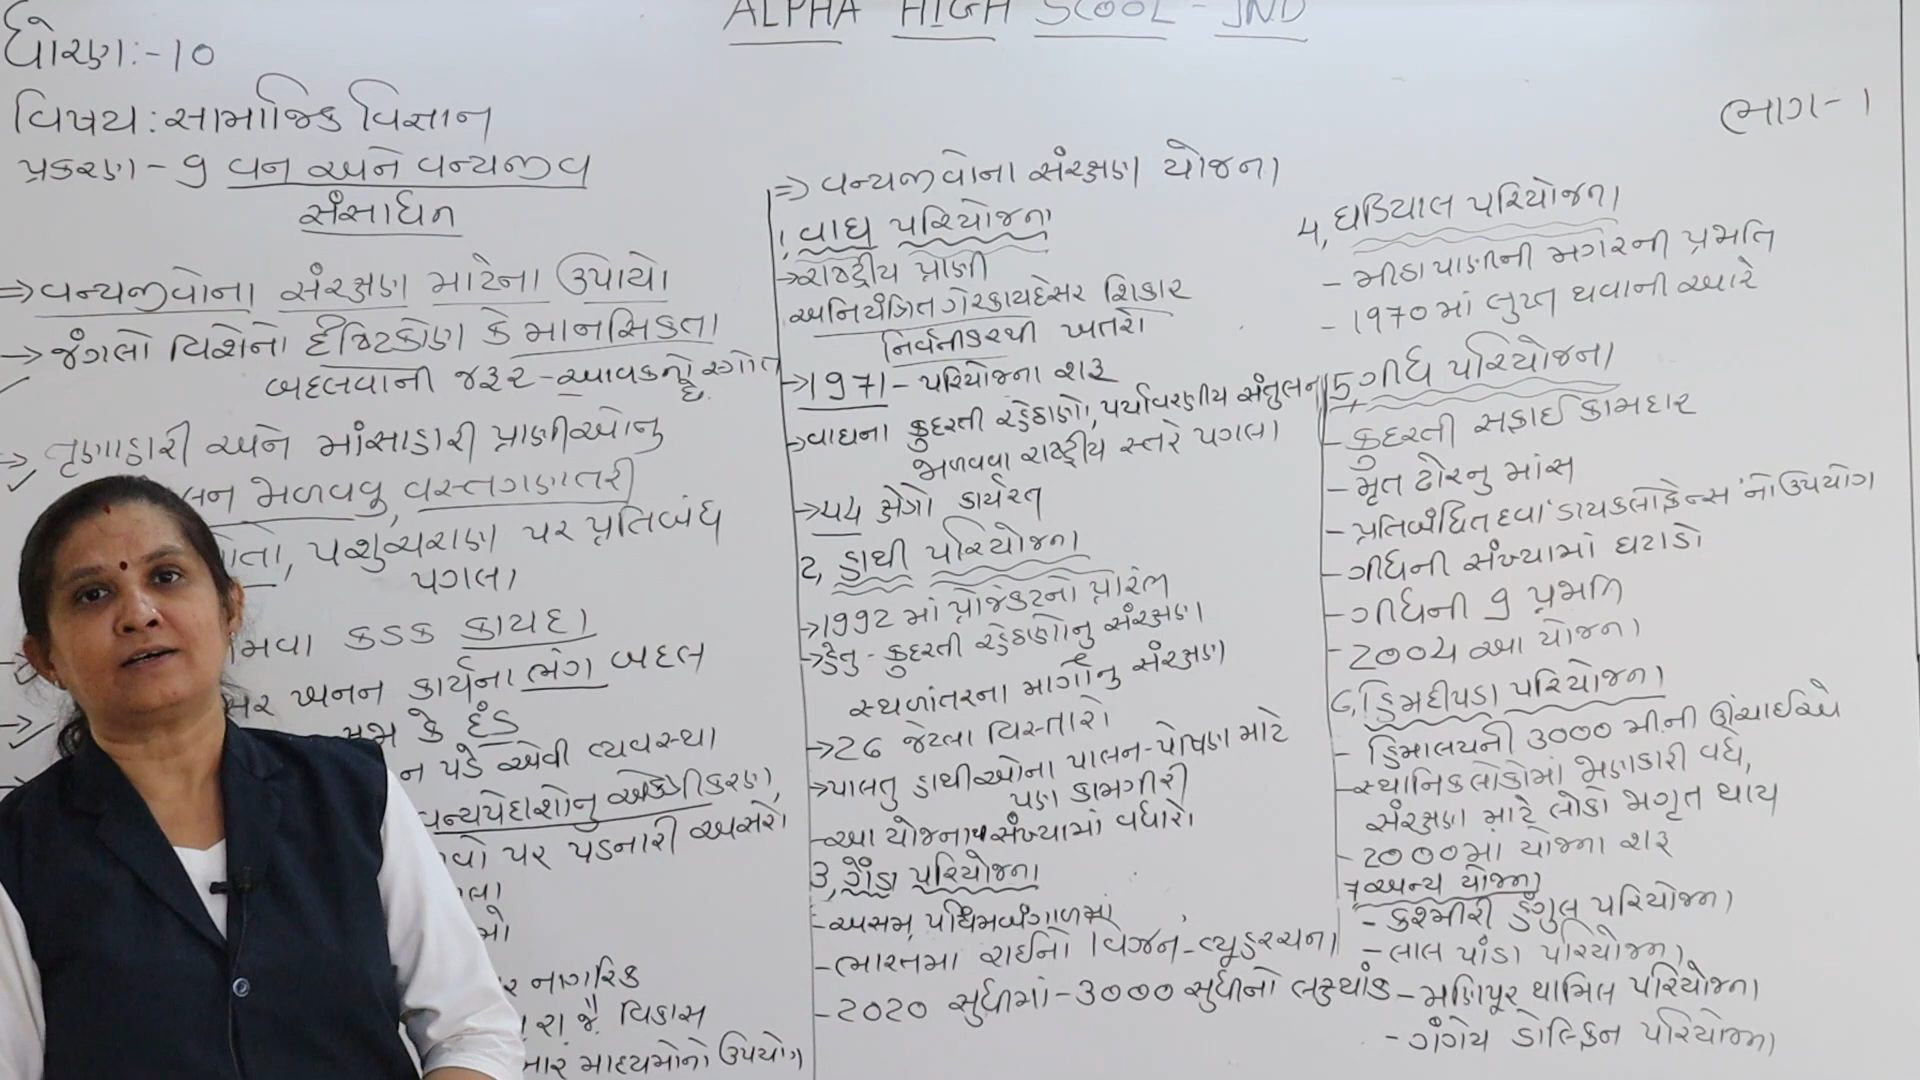 ALPHA HIGH SCOOL - JND
ધોરણ:- 10
વિષય : સામાજિક વિજ્ઞાન
ભાગ - 1
પ્રકરણ - 9 વન અને વન્યજીવ
સંસાધન
⇒ વન્યજીવોના સંરક્ષણ માટેના ઉપાયો
→ જંગલો વિશેનો દૃષ્ટિકોણ કે માનસિકતા
બદલવાની જરૂર - આવકનો સ્ત્રોત
⇒ તૃણાહારી અને માંસાહારી પ્રાણીઓનુ
લન જાળવવુ, વસ્તગણતરી
, પશુચરાણ પર પ્રતિબંધ
પગલા
કડક કાયદા
ખનન કાર્યના ભંગ બદલ
કે દંડ
ન પડે એવી વ્યવસ્થા
વન્યપેદાશોનુ એકત્રીકરણ,
પર પડનારી અસરો
નાગરિક
વિકાસ
માધ્યમોનો ઉપયોગ
⇒ વન્યજીવોના સંરક્ષણ યોજના
1, વાઘ પરિયોજના
→ રાષ્ટ્રીય પ્રાણી
અનિયંત્રિત ગેરકાયદેસર શિકાર
નિર્વનીકરણથી ખતરો
→ 1971 - પરિયોજના શરૂ
→ વાઘના કુદરતી રહેઠાણો, પર્યાવરણીય સંતુલન
જાળવવા રાષ્ટ્રીય સ્તરે પગલા
→ 44 ક્ષેત્રો કાર્યરત
2, હાથી પરિયોજના
→ 1992 માં પ્રોજેક્ટનો પ્રારંભ
→ હેતુ - કુદરતી રહેઠાણોનુ સંરક્ષણ
સ્થળાંતરના માર્ગોનુ સંરક્ષણ
→ 26 જેટલા વિસ્તારો
→ પાલતુ હાથીઓના પાલન-પોષણ માટે
પણ કામગીરી
- આ યોજના સંખ્યામાં વધારો
3, ગેંડા પરિયોજના
- અસમ, પશ્ચિમબંગાળમાં
- ભારતમા રાઈનો વિઝન - વ્યૂહરચના
- 2020 સુધીમાં - 3000 સુધીનો લક્ષ્યાંક
4, ઘડિયાલ પરિયોજના
- મીઠા પાણીની મગરની પ્રજાતિ
- 1970 માં લુપ્ત થવાની આરે
5, ગીધ પરિયોજના
- કુદરતી સફાઈ કામદાર
- મૃત ઢોરનુ માંસ
- પ્રતિબંધિત દવા 'ડાયકલોફેન્સ' નો ઉપયોગ
- ગીધની સંખ્યામાં ઘટાડો
- ગીધની 9 પ્રજાતિ
- 2004 આ યોજના
6, હિમદીપડા પરિયોજના
- હિમાલયની 3000 મી.ની ઊંચાઈએ
- સ્થાનિક લોકોમાં જાણકારી વધે,
સંરક્ષણ માટે લોકો જાગૃત થાય
- 2000મા યોજના શરૂ
7 અન્ય યોજના
- કશ્મીરી હંગુલ પરિયોજના
- લાલ પાંડા પરિયોજના,
- મણિપૂર થામિલ પરિયોજના
- ગંગેય ડોલ્ફિન પરિયોજના